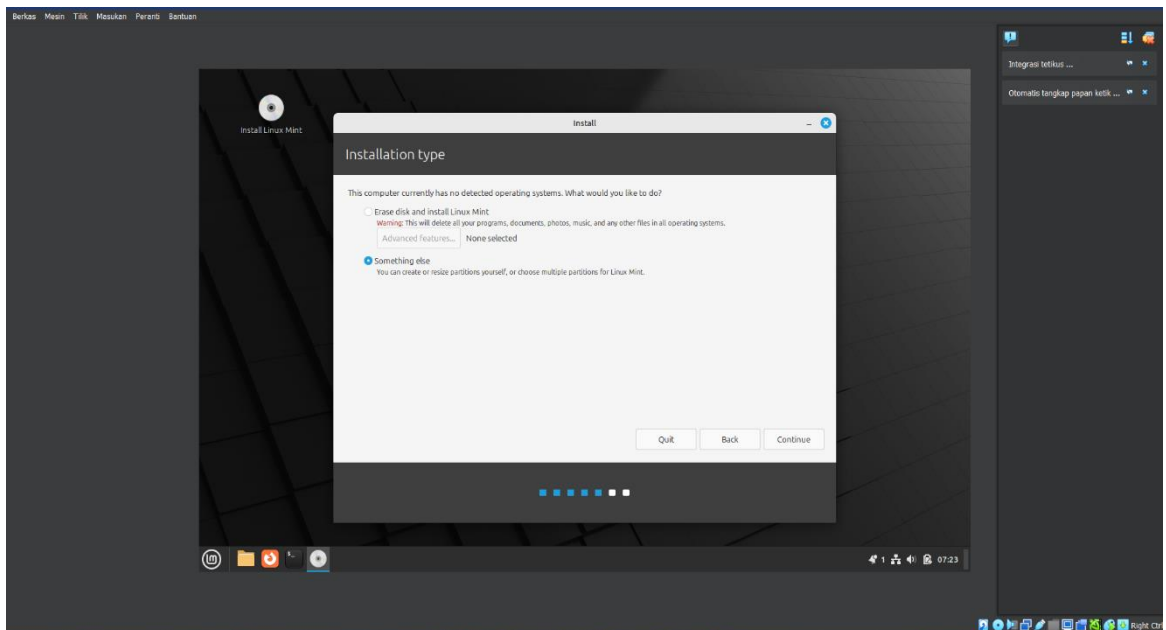 Berkas Mesin Tilik Masukan Peranti Bantuan
Integrasi tetikus ...
Otomatis tangkap papan ketik ...
Install Linux Mint
Install
Installation type
This computer currently has no detected operating systems. What would you like to do?
Erase disk and install Linux Mint
Warning: This will delete all your programs, documents, photos, music, and any other files in all operating systems.
Advanced features... None selected
Something else
You can create or resize partitions yourself, or choose multiple partitions for Linux Mint.
Quit Back Continue
1 07:23
Right Ctrl